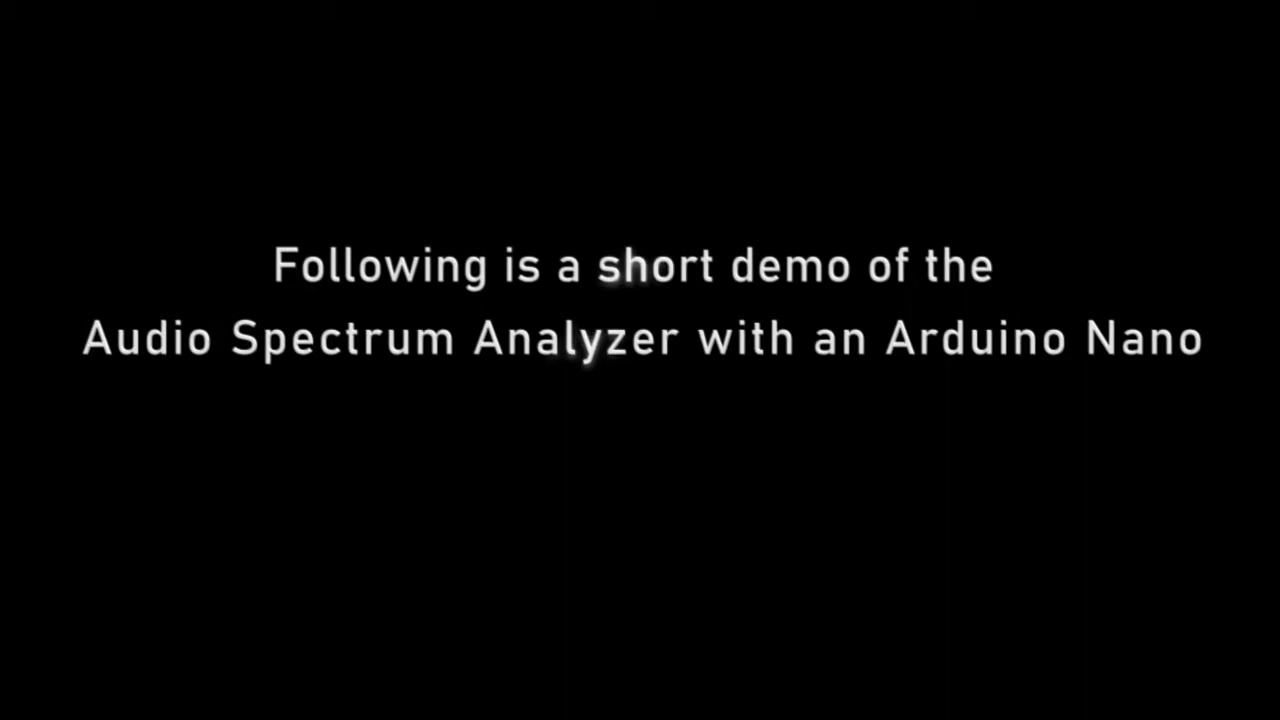 Following is a short demo of the
Audio Spectrum Analyzer with an Arduino Nano